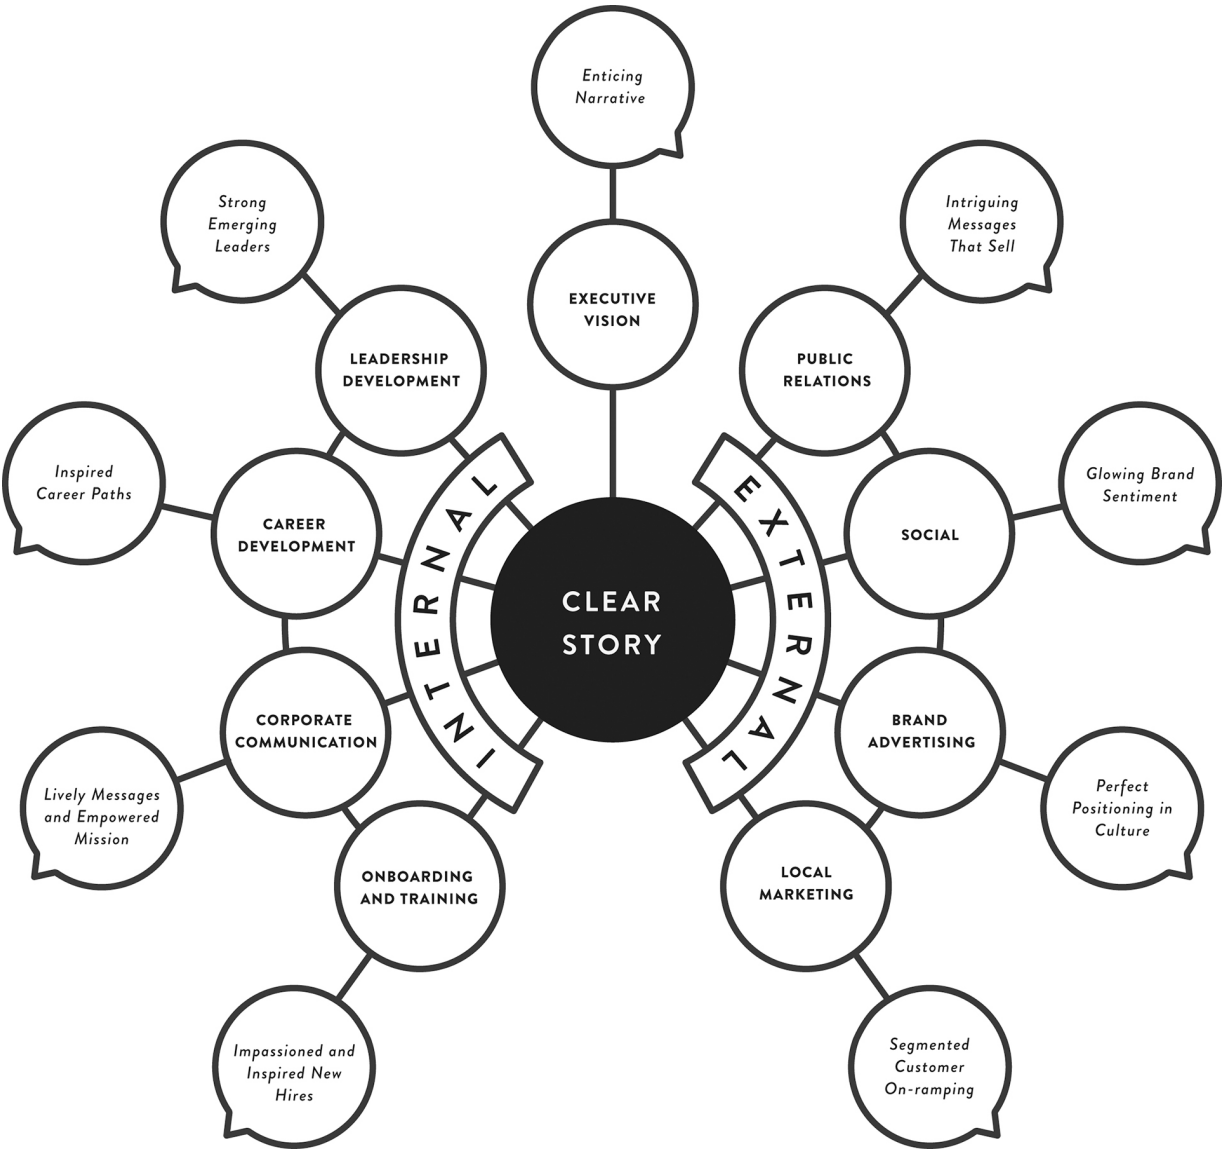 Enticing
Narrative
EXECUTIVE
VISION
Strong
Emerging
Leaders
LEADERSHIP
DEVELOPMENT
Inspired
Career Paths
CAREER
DEVELOPMENT
Lively Messages
and Empowered
Mission
CORPORATE
COMMUNICATION
Impassioned and
Inspired New
Hires
ONBOARDING
AND TRAINING
INTERNAL
CLEAR
STORY
EXTERNAL
Intriguing
Messages
That Sell
PUBLIC
RELATIONS
Glowing Brand
Sentiment
SOCIAL
Perfect
Positioning in
Culture
BRAND
ADVERTISING
Segmented
Customer
On-ramping
LOCAL
MARKETING